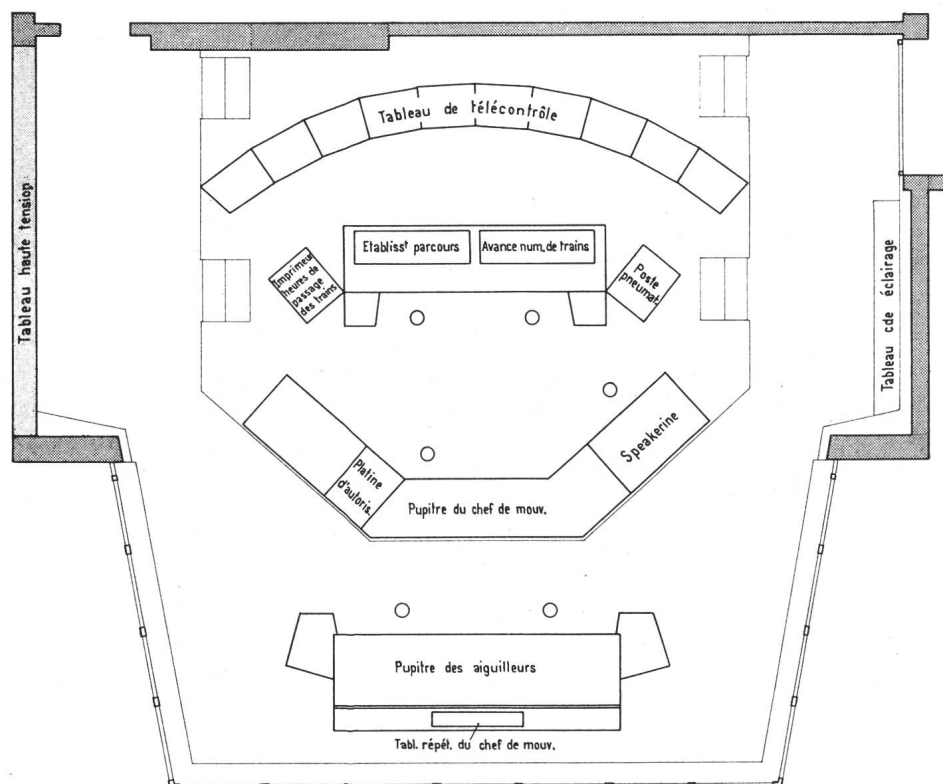 Tableau de télécontrôle
Tableau haute tension
Etablisst parcours
Avance num. de trains
Imprimeur
heures de
passage
des trains
Poste
pneumat.
Tableau cde éclairage
Platine
d'autoris.
Speakerine
Pupitre du chef de mouv.
Pupitre des aiguilleurs
Tabl. répét. du chef de mouv.